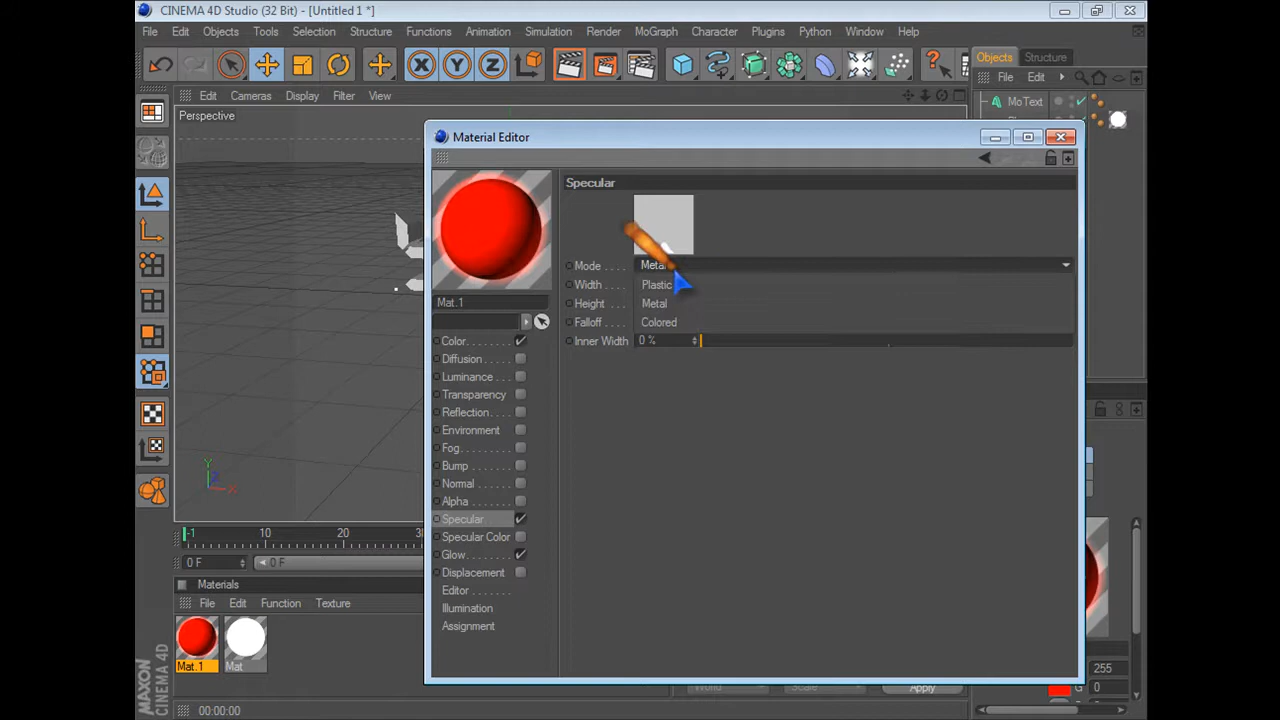 CINEMA 4D Studio (32 Bit) - [Untitled 1 *]
File Edit Objects Tools Selection Structure Functions Animation Simulation Render MoGraph Character Plugins Python Window Help
X Y Z
Objects Structure
File Edit
MoText
Edit Cameras Display Filter View
Perspective
Material Editor
Specular
Mode . . . . Metal
Width . . . .
Plastic
Height . . .
Metal
Falloff . . . .
Colored
Inner Width 0 %
Mat.1
Color. . . . . . . .
Diffusion . . . .
Luminance . . .
Transparency
Reflection . . . .
Environment
Fog. . . . . . . . .
Bump . . . . . . .
Normal . . . . . .
Alpha . . . . . . .
Specular
Specular Color
Glow. . . . . . . .
Displacement
Editor . . . . . . .
Illumination
Assignment
Y
X
-1 10 20
0 F 0 F
Materials
File Edit Function Texture
Mat.1 Mat
255
G 0
World Scale Apply
00:00:00
MAXON
CINEMA 4D